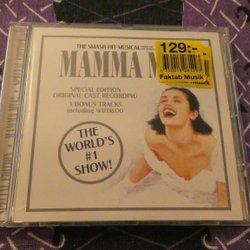 THE SMASH HIT MUSICAL
MAMMA M
129:-
Faktab Musik
SPECIAL EDITION
ORIGINAL CAST RECORDING
3 BONUS TRACKS
including WATERLOO
THE
WORLD'S
#1
SHOW!